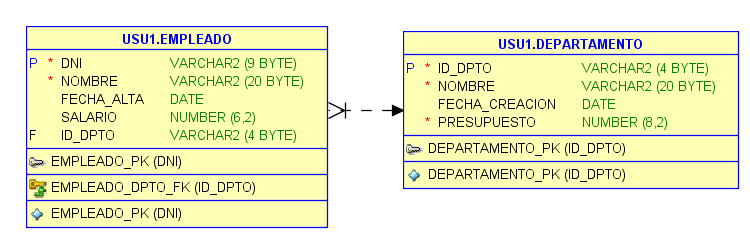 USU1.EMPLEADO
P * DNI VARCHAR2 (9 BYTE)
* NOMBRE VARCHAR2 (20 BYTE)
FECHA_ALTA DATE
SALARIO NUMBER (6,2)
F ID_DPTO VARCHAR2 (4 BYTE)
EMPLEADO_PK (DNI)
EMPLEADO_DPTO_FK (ID_DPTO)
EMPLEADO_PK (DNI)
USU1.DEPARTAMENTO
P * ID_DPTO VARCHAR2 (4 BYTE)
* NOMBRE VARCHAR2 (20 BYTE)
FECHA_CREACION DATE
* PRESUPUESTO NUMBER (8,2)
DEPARTAMENTO_PK (ID_DPTO)
DEPARTAMENTO_PK (ID_DPTO)